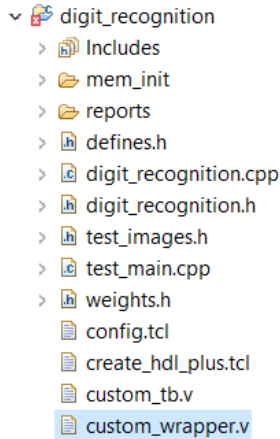 digit_recognition
Includes
mem_init
reports
defines.h
digit_recognition.cpp
digit_recognition.h
test_images.h
test_main.cpp
weights.h
config.tcl
create_hdl_plus.tcl
custom_tb.v
custom_wrapper.v